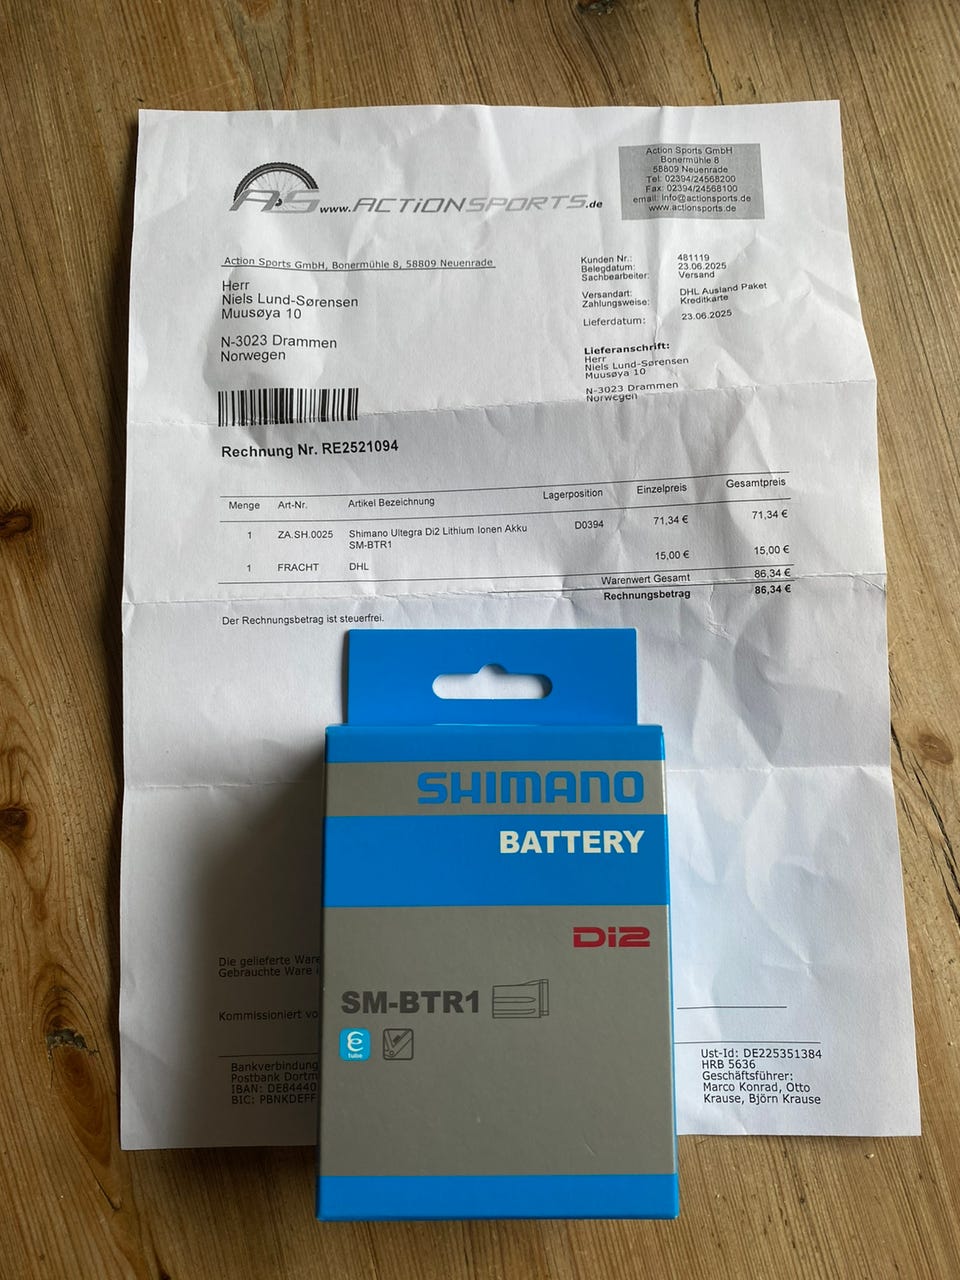 A.S www.ACTIONSPORTS.de
Action Sports GmbH
Bonermühle 8
58809 Neuenrade
Tel: 02394/24568200
Fax: 02394/24568100
email: info@actionsports.de
www.actionsports.de
Action Sports GmbH, Bonermühle 8, 58809 Neuenrade
Herr
Niels Lund-Sørensen
Muusøya 10
N-3023 Drammen
Norwegen
Kunden Nr.: 481119
Belegdatum: 23.06.2025
Sachbearbeiter: Versand
Versandart: DHL Ausland Paket
Zahlungsweise: Kreditkarte
Lieferdatum: 23.06.2025
Lieferanschrift:
Herr
Niels Lund-Sørensen
Muusøya 10
N-3023 Drammen
Norwegen
Rechnung Nr. RE2521094
Menge Art-Nr. Artikel Bezeichnung Lagerposition Einzelpreis Gesamtpreis
1 ZA.SH.0025 Shimano Ultegra Di2 Lithium Ionen Akku D0394 71,34 € 71,34 €
SM-BTR1
1 FRACHT DHL 15,00 € 15,00 €
Warenwert Gesamt 86,34 €
Rechnungsbetrag 86,34 €
Der Rechnungsbetrag ist steuerfrei.
SHIMANO
BATTERY
Di2
SM-BTR1
e tube
Die gelieferte Ware
Gebrauchte Ware
Kommissioniert
Bankverbindung
Postbank
IBAN: DE84440
BIC: PBNKDEFF
Ust-Id: DE225351384
HRB 5636
Geschäftsführer:
Marco Konrad, Otto
Krause, Björn Krause